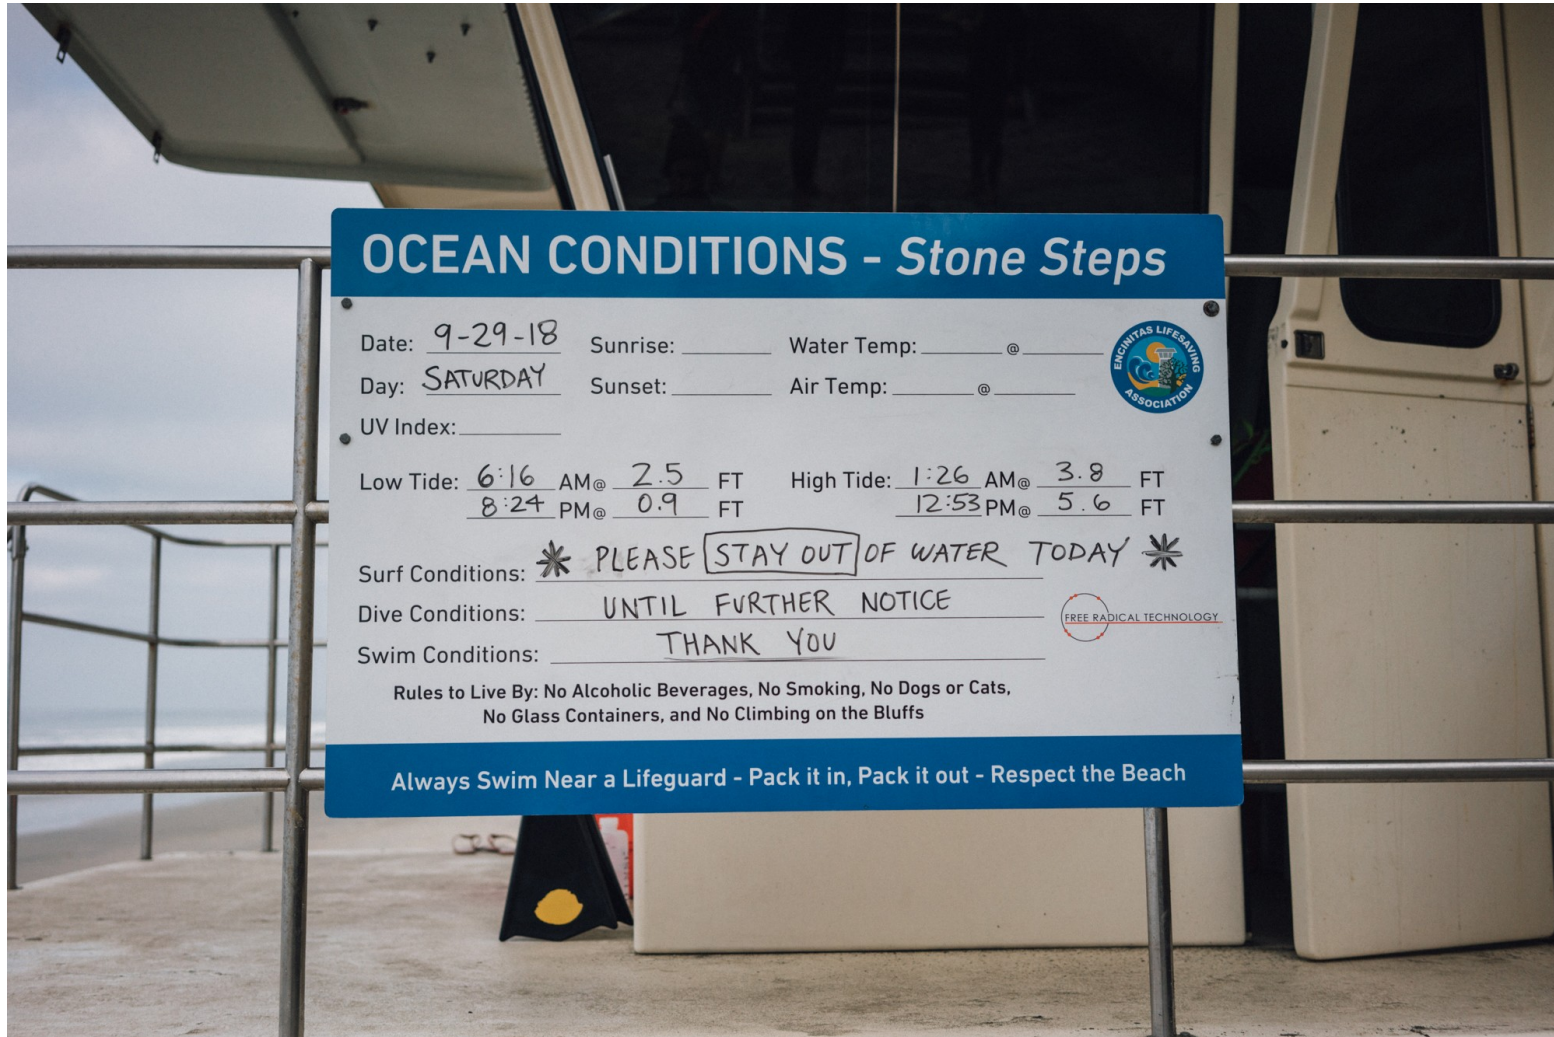 OCEAN CONDITIONS - Stone Steps
Date: 9-29-18 Sunrise: Water Temp: @
Day: SATURDAY Sunset: Air Temp: @
ENCINITAS LIFESAVING ASSOCIATION
UV Index:
Low Tide: 6:16 AM@ 2.5 FT High Tide: 1:26 AM@ 3.8 FT
8:24 PM@ 0.9 FT 12:53 PM@ 5.6 FT
Surf Conditions: * PLEASE STAY OUT OF WATER TODAY *
Dive Conditions: UNTIL FURTHER NOTICE
FREE RADICAL TECHNOLOGY
Swim Conditions: THANK YOU
Rules to Live By: No Alcoholic Beverages, No Smoking, No Dogs or Cats,
No Glass Containers, and No Climbing on the Bluffs
Always Swim Near a Lifeguard - Pack it in, Pack it out - Respect the Beach